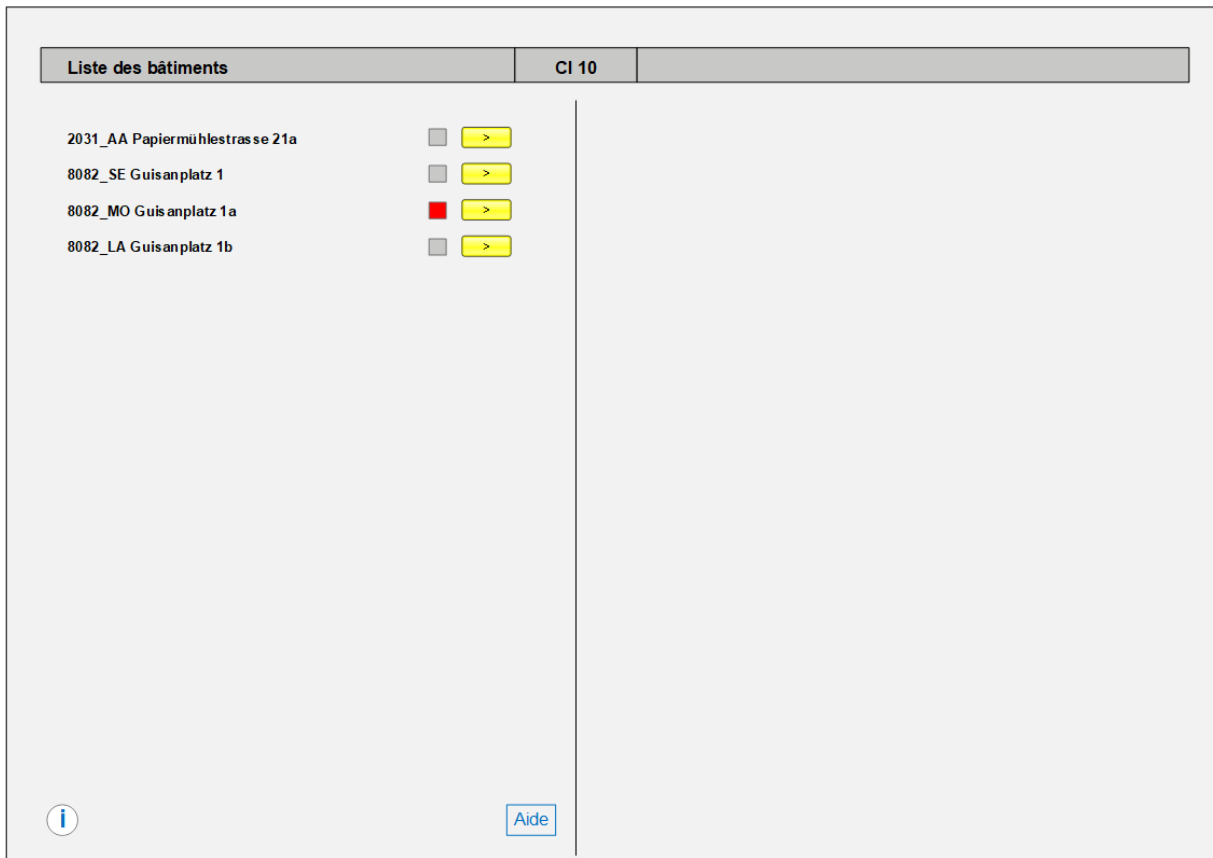 Liste des bâtiments CI 10
2031_AA Papiermühlestrasse 21a >
8082_SE Guisanplatz 1 >
8082_MO Guisanplatz 1a >
8082_LA Guisanplatz 1b >
i Aide